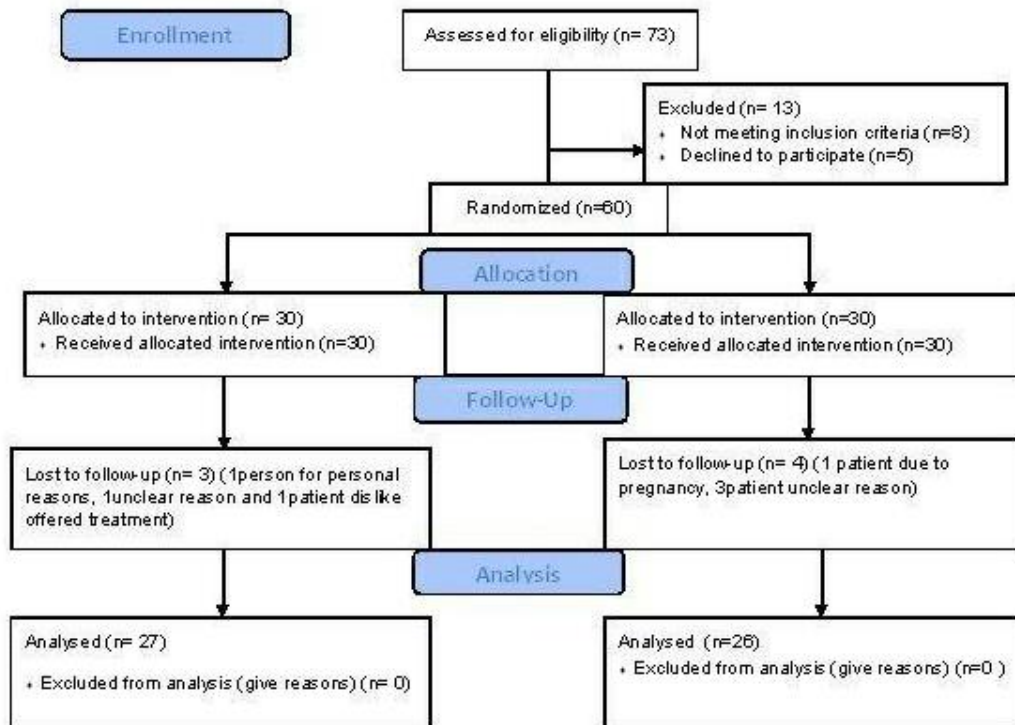 Enrollment
Assessed for eligibility (n= 73)
Excluded (n= 13)
• Not meeting inclusion criteria (n=8)
• Declined to participate (n=5)
Randomized (n=60)
Allocation
Allocated to intervention (n= 30)
• Received allocated intervention (n=30)
Allocated to intervention (n=30)
• Received allocated intervention (n=30)
Follow-Up
Lost to follow-up (n= 3) (1person for personal
reasons, 1unclear reason and 1patient dislike
offered treatment)
Lost to follow-up (n= 4) (1 patient due to
pregnancy, 3patient unclear reason)
Analysis
Analysed (n= 27)
• Excluded from analysis (give reasons) (n= 0)
Analysed (n=26)
• Excluded from analysis (give reasons) (n=0 )